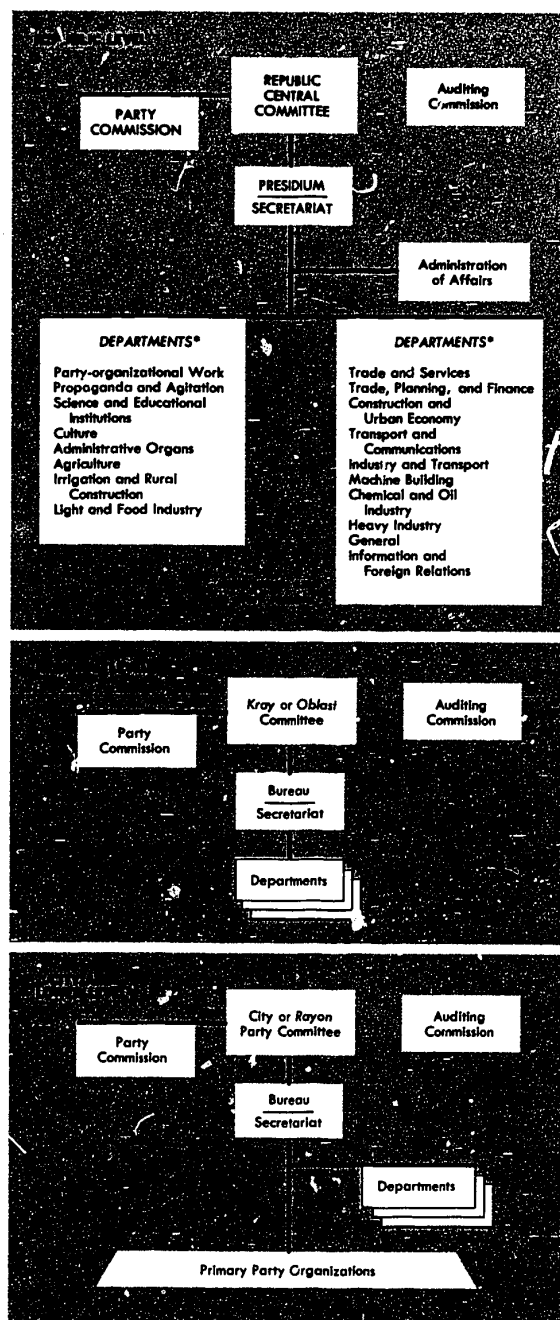 REPUBLIC
CENTRAL
COMMITTEE
Auditing
Commission
PARTY
COMMISSION
PRESIDIUM
SECRETARIAT
Administration
of Affairs
DEPARTMENTS*
Party-organizational Work
Propaganda and Agitation
Science and Educational
Institutions
Culture
Administrative Organs
Agriculture
Irrigation and Rural
Construction
Light and Food Industry
DEPARTMENTS*
Trade and Services
Trade, Planning, and Finance
Construction and
Urban Economy
Transport and
Communications
Industry and Transport
Machine Building
Chemical and Oil
Industry
Heavy Industry
General
Information and
Foreign Relations
Kray or Oblast
Committee
Auditing
Commission
Party
Commission
Bureau
Secretariat
Departments
City or Rayon
Party Committee
Auditing
Commission
Party
Commission
Bureau
Secretariat
Departments
Primary Party Organizations